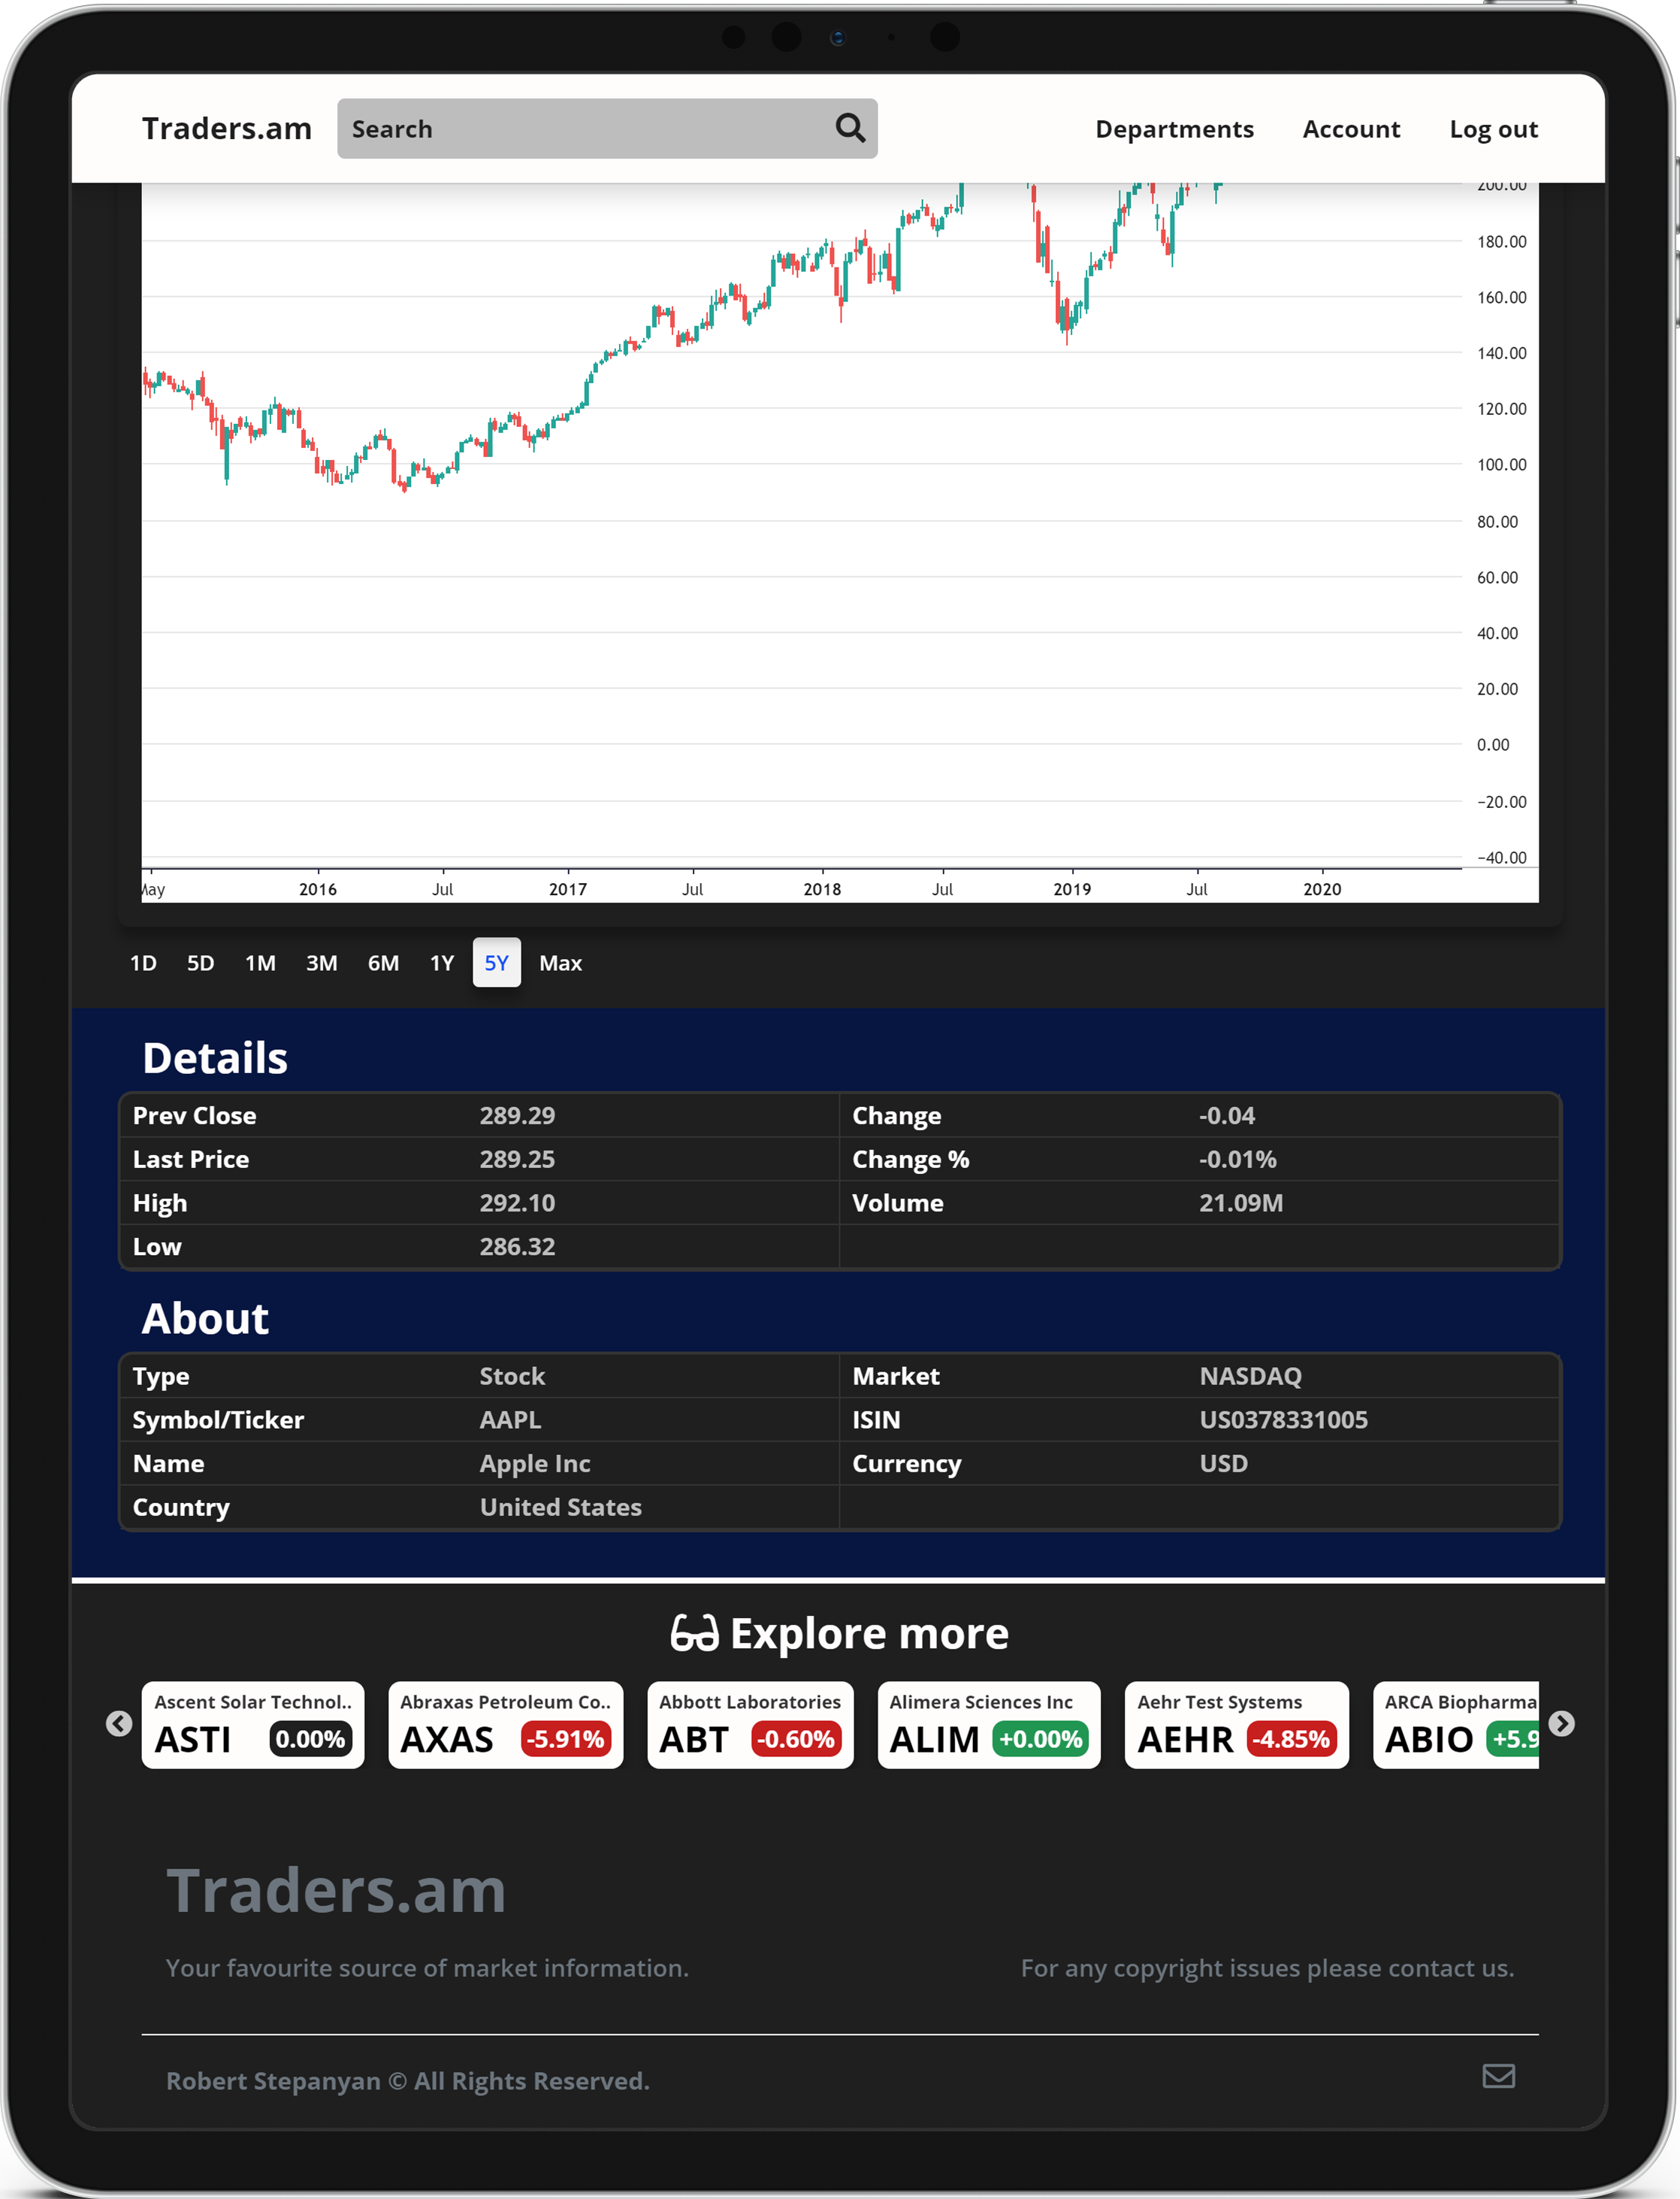 Traders.am Search Departments Account Log out
200.00
180.00
160.00
140.00
120.00
100.00
80.00
60.00
40.00
20.00
0.00
−20.00
−40.00
May 2016 Jul 2017 Jul 2018 Jul 2019 Jul 2020
1D 5D 1M 3M 6M 1Y 5Y Max
Details
Prev Close 289.29 Change -0.04
Last Price 289.25 Change % -0.01%
High 292.10 Volume 21.09M
Low 286.32
About
Type Stock Market NASDAQ
Symbol/Ticker AAPL ISIN US0378331005
Name Apple Inc Currency USD
Country United States
Explore more
Ascent Solar Technol.. Abraxas Petroleum Co.. Abbott Laboratories Alimera Sciences Inc Aehr Test Systems ARCA Biopharma
ASTI 0.00% AXAS -5.91% ABT -0.60% ALIM +0.00% AEHR -4.85% ABIO +5.9
Traders.am
Your favourite source of market information. For any copyright issues please contact us.
Robert Stepanyan © All Rights Reserved.